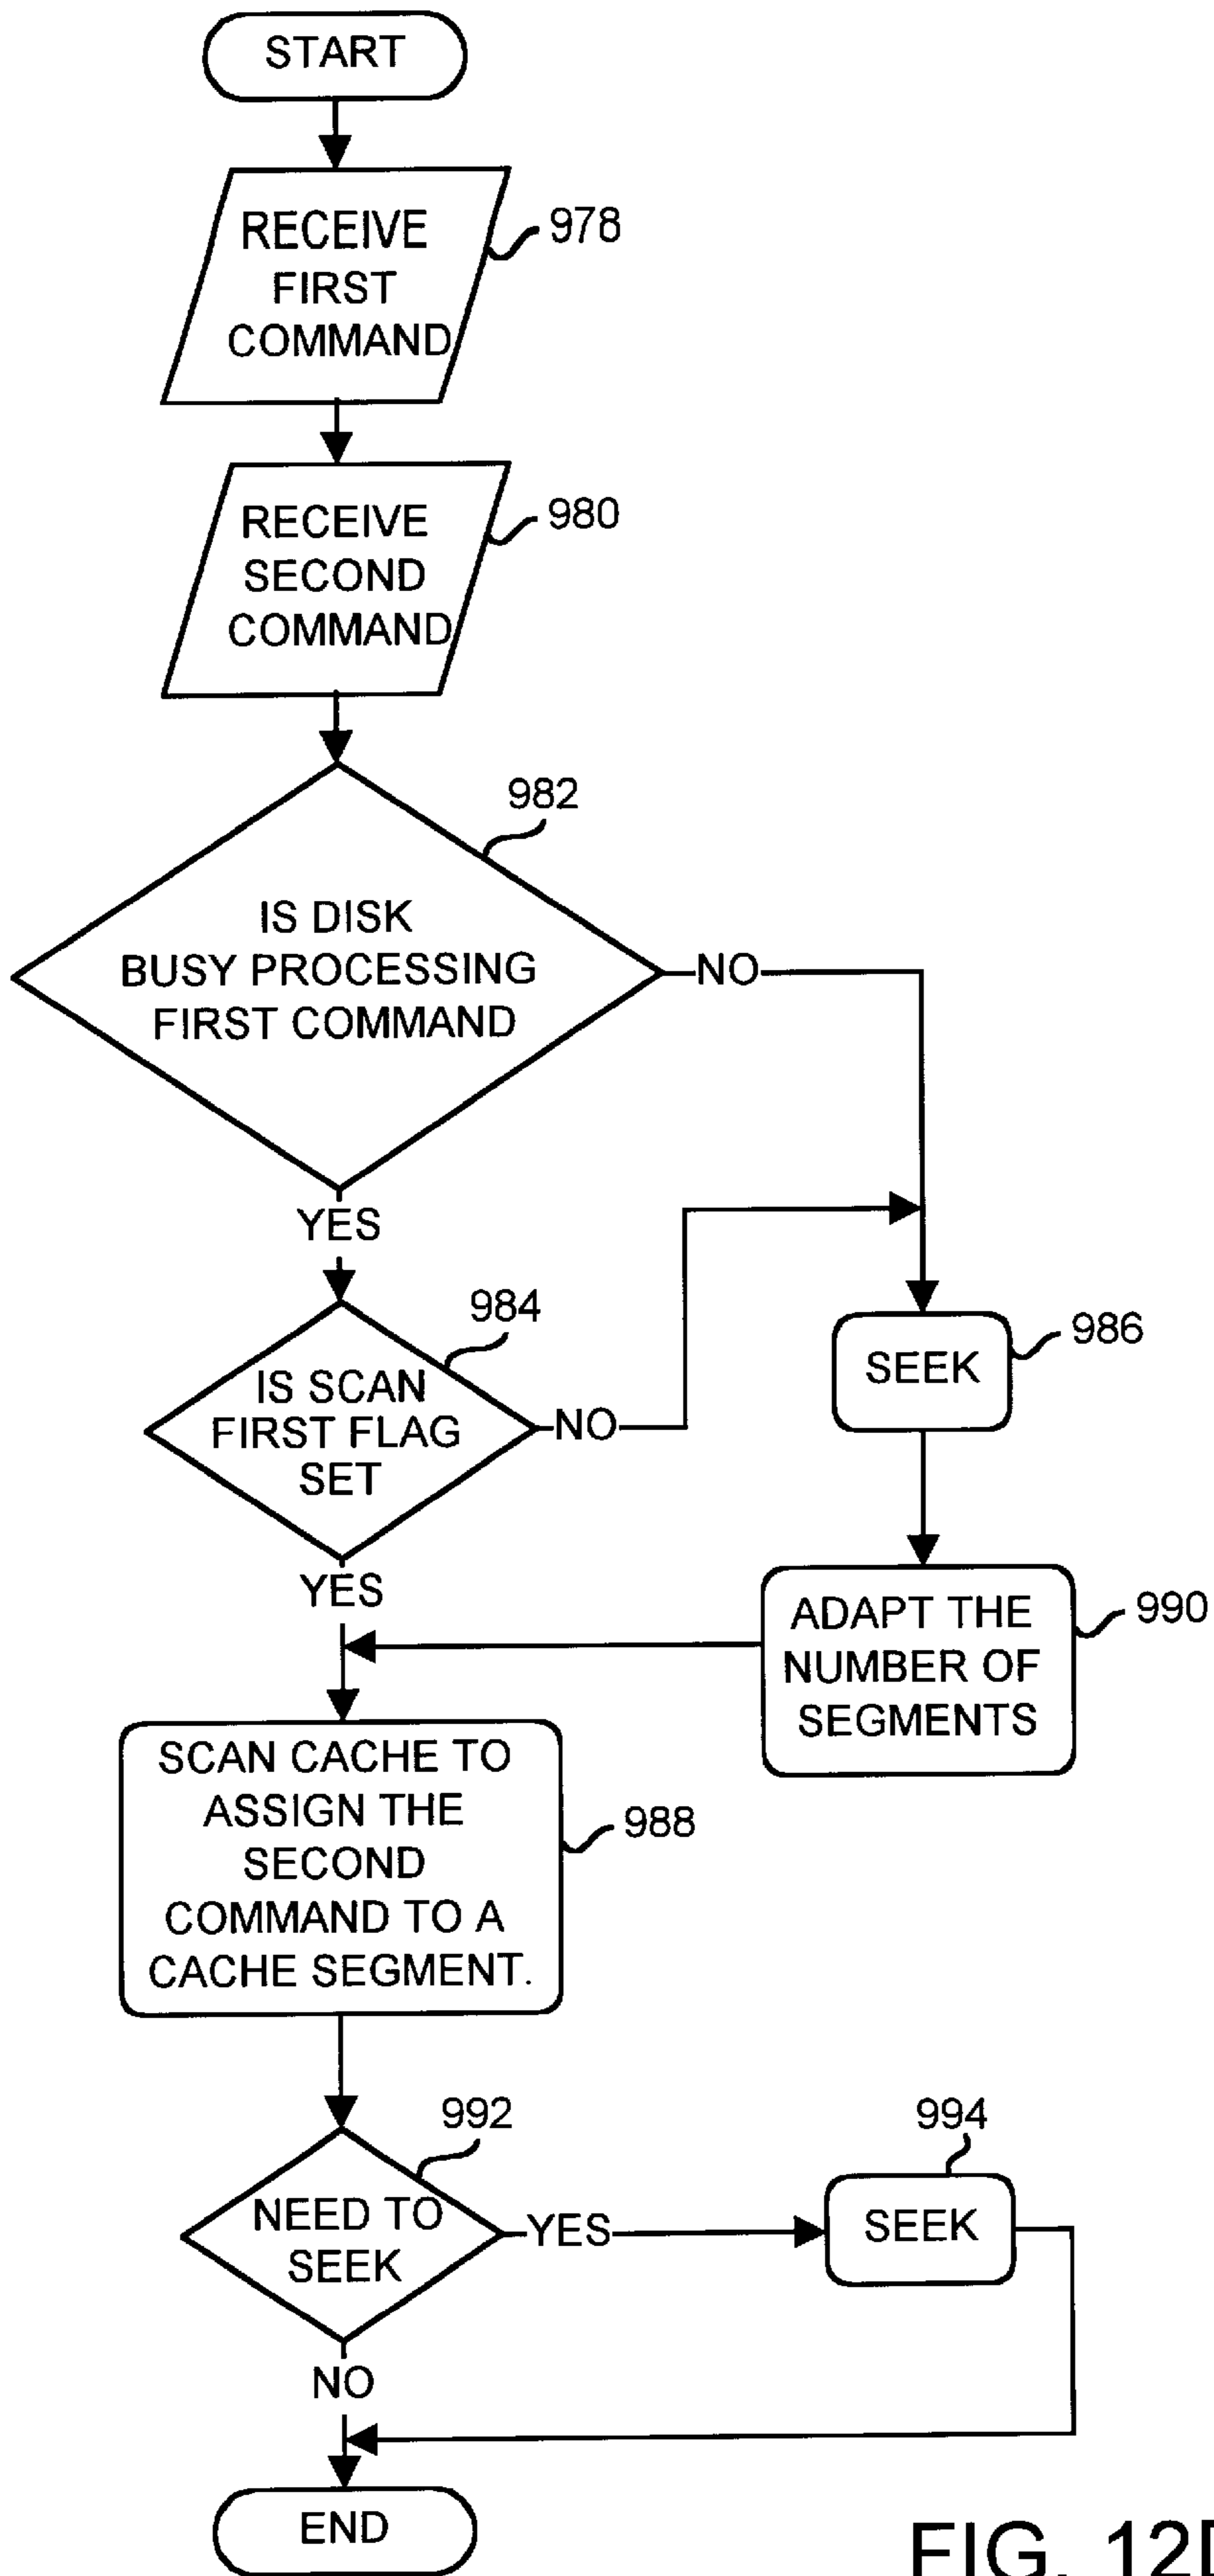 START
RECEIVE
FIRST
COMMAND
978
RECEIVE
SECOND
COMMAND
980
982
IS DISK
BUSY PROCESSING
FIRST COMMAND
NO
YES
984
IS SCAN
FIRST FLAG
SET
NO
986
SEEK
YES
ADAPT THE
NUMBER OF
SEGMENTS
990
SCAN CACHE TO
ASSIGN THE
SECOND
COMMAND TO A
CACHE SEGMENT.
988
992
NEED TO
SEEK
YES
994
SEEK
NO
END
FIG. 12D